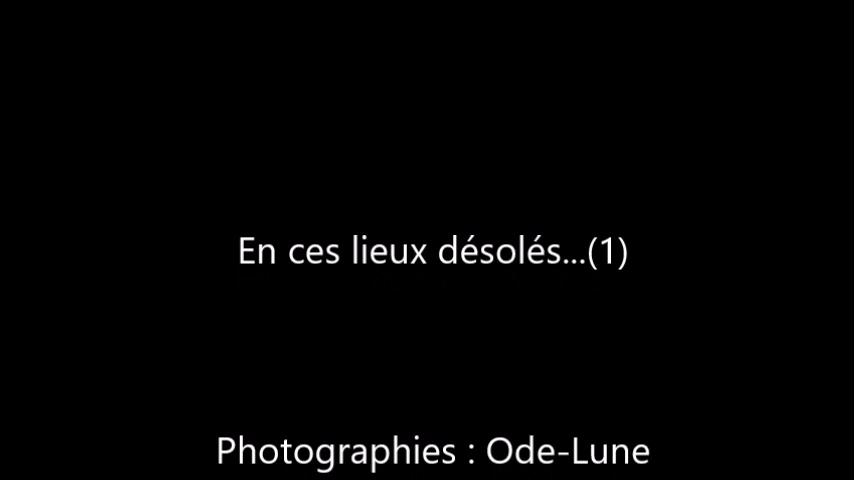 En ces lieux désolés...(1)
Photographies : Ode-Lune